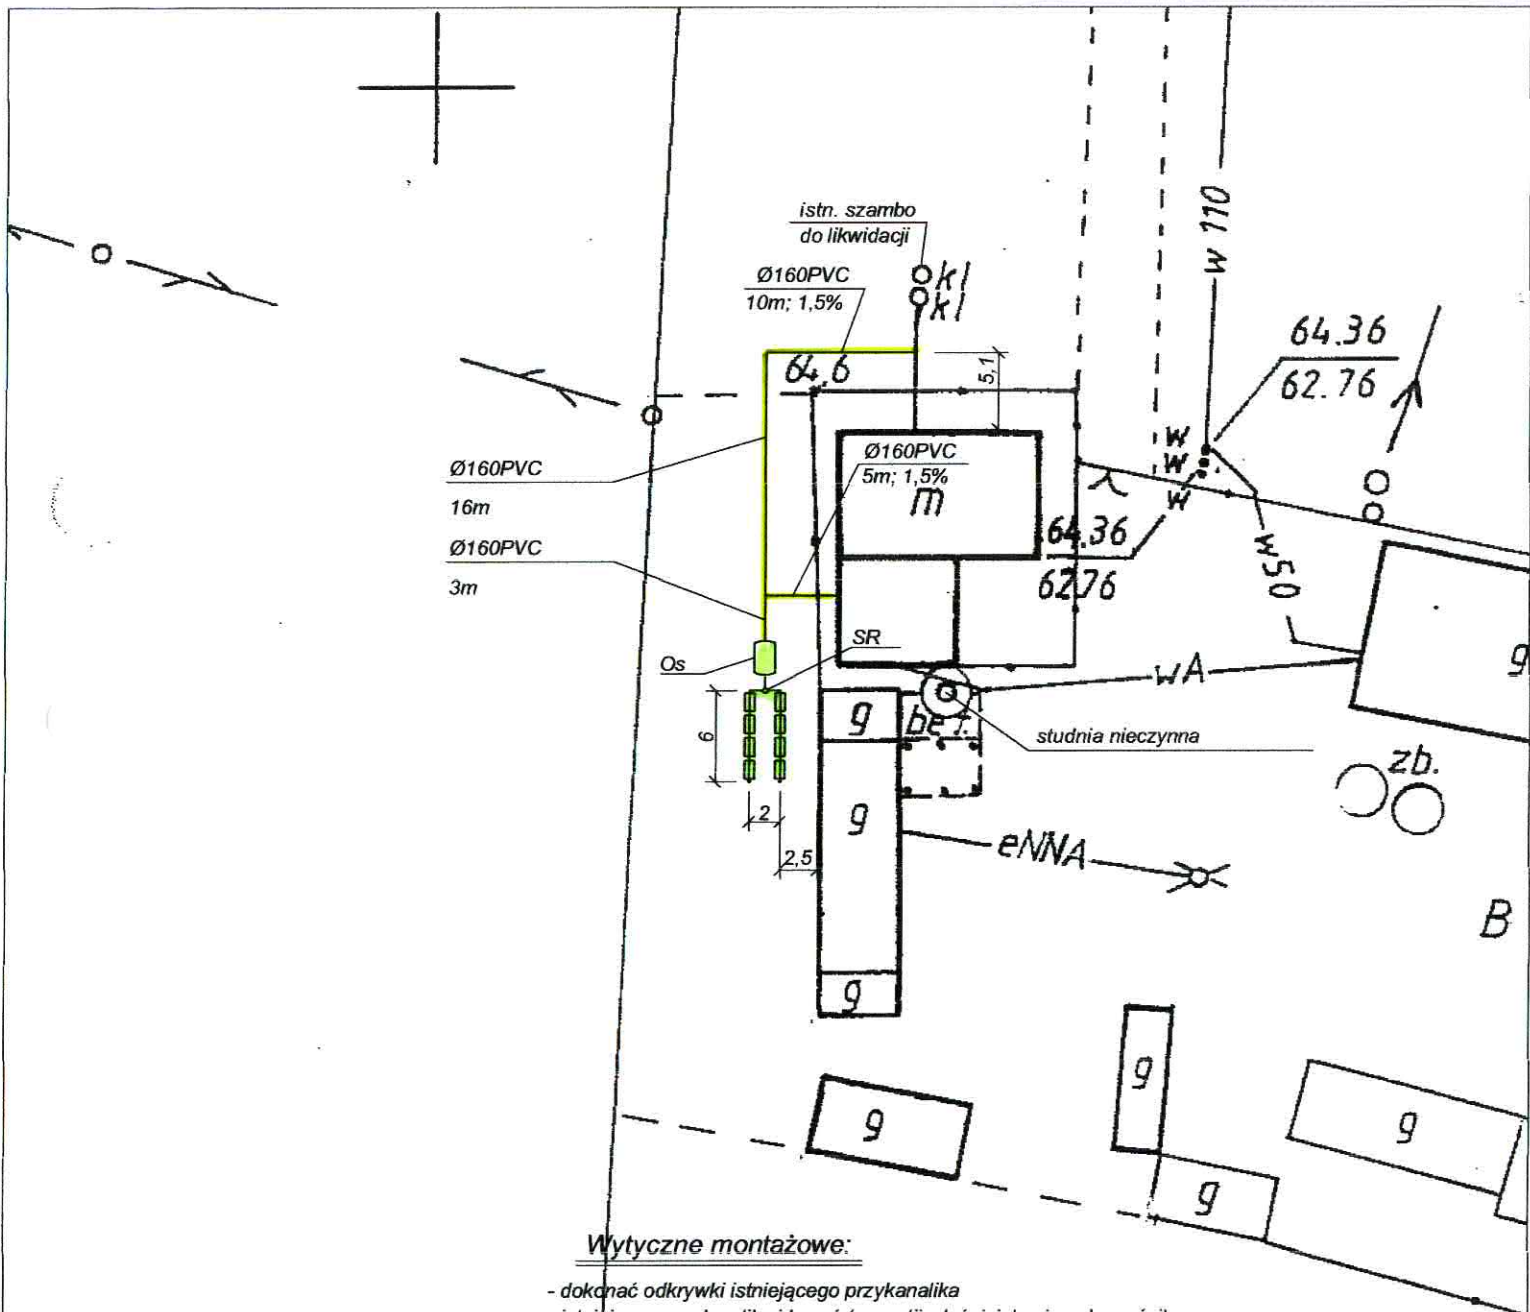 istn. szambo
do likwidacji
Ø160PVC
10m; 1,5%
kl
kl
w 110
64.6
5,1
64.36
62.76
Ø160PVC
16m
Ø160PVC
5m; 1,5%
m
w
w
w
64.36
62.76
w50
Ø160PVC
3m
SR
Os
wA
g
g
bet.
studnia nieczynna
6
zb.
2
g
2,5
eNNA
B
g
g
g
g
g
Wytyczne montażowe:
- dokonać odkrywki istniejącego przykanalika